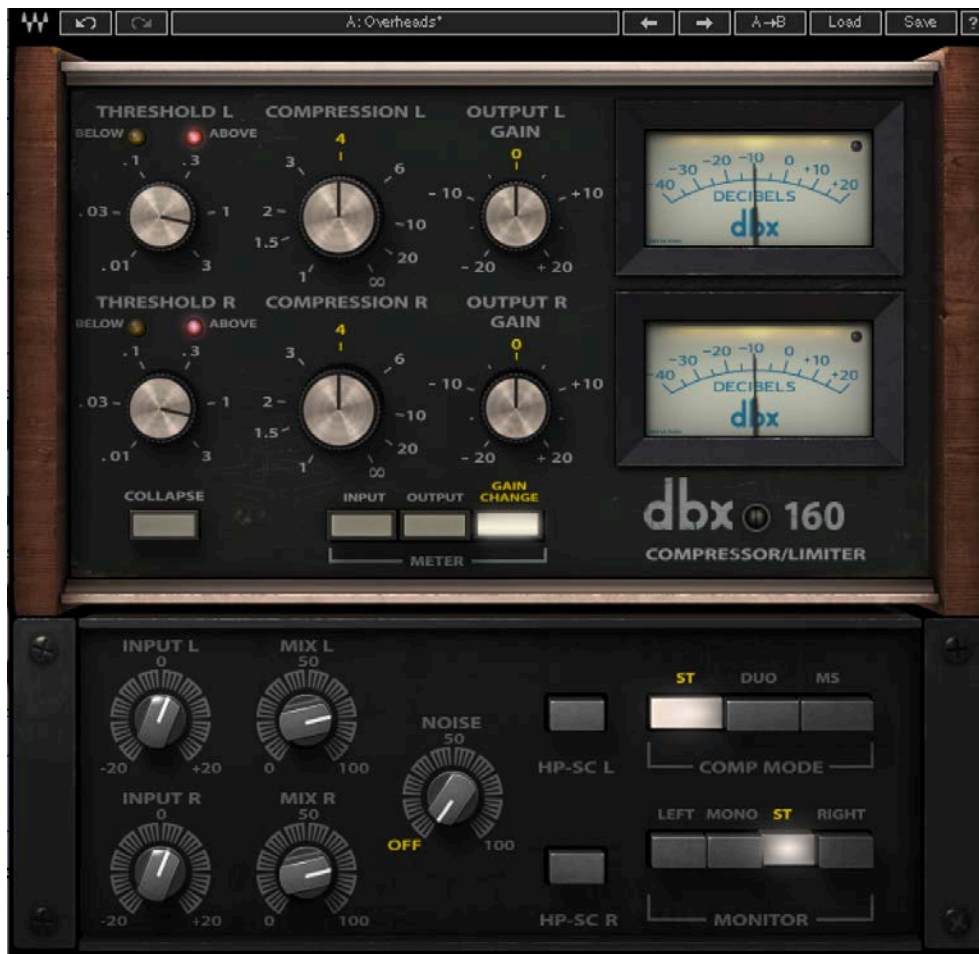 A: Overheads*
A→B
Load
Save
?
THRESHOLD L COMPRESSION L OUTPUT L GAIN
BELOW ABOVE
.01 .03 .1 .3 1 3
1 1.5 2 3 4 6 10 20 ∞
-20 -10 0 +10 +20
-40 -30 -20 -10 0 +10 +20
DECIBELS
dbx
THRESHOLD R COMPRESSION R OUTPUT R GAIN
BELOW ABOVE
.01 .03 .1 .3 1 3
1 1.5 2 3 4 6 10 20 ∞
-20 -10 0 +10 +20
-40 -30 -20 -10 0 +10 +20
DECIBELS
dbx
COLLAPSE
INPUT OUTPUT GAIN CHANGE
METER
dbx 160
COMPRESSOR/LIMITER
INPUT L MIX L
0 50
-20 +20 0 100
INPUT R MIX R
0 50
-20 +20 0 100
NOISE
50
OFF 100
HP-SC L
HP-SC R
ST DUO MS
COMP MODE
LEFT MONO ST RIGHT
MONITOR